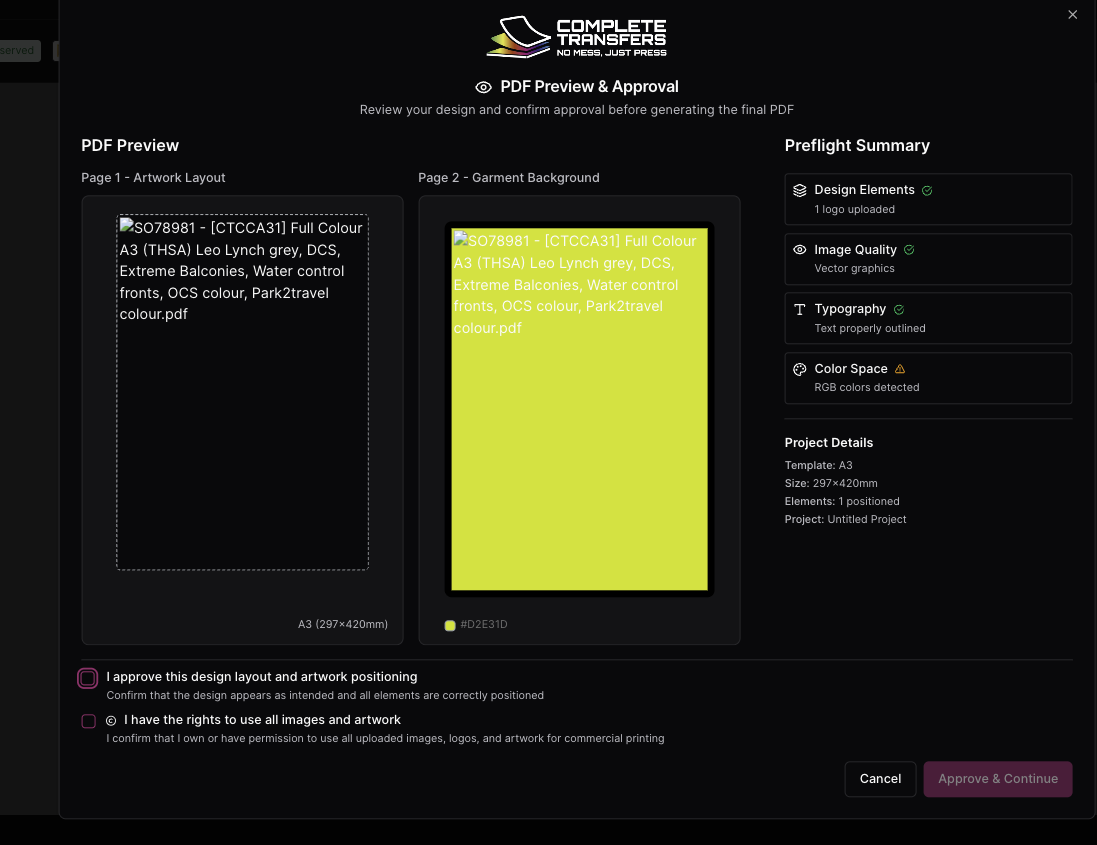 served
COMPLETE
TRANSFERS
NO MESS, JUST PRESS
PDF Preview & Approval
Review your design and confirm approval before generating the final PDF
PDF Preview
Page 1 - Artwork Layout
SO78981 - [CTCCA31] Full Colour
A3 (THSA) Leo Lynch grey, DCS,
Extreme Balconies, Water control
fronts, OCS colour, Park2travel
colour.pdf
A3 (297×420mm)
Page 2 - Garment Background
SO78981 - [CTCCA31] Full Colour
A3 (THSA) Leo Lynch grey, DCS,
Extreme Balconies, Water control
fronts, OCS colour, Park2travel
colour.pdf
#D2E31D
Preflight Summary
Design Elements
1 logo uploaded
Image Quality
Vector graphics
Typography
Text properly outlined
Color Space
RGB colors detected
Project Details
Template: A3
Size: 297×420mm
Elements: 1 positioned
Project: Untitled Project
I approve this design layout and artwork positioning
Confirm that the design appears as intended and all elements are correctly positioned
© I have the rights to use all images and artwork
I confirm that I own or have permission to use all uploaded images, logos, and artwork for commercial printing
Cancel
Approve & Continue